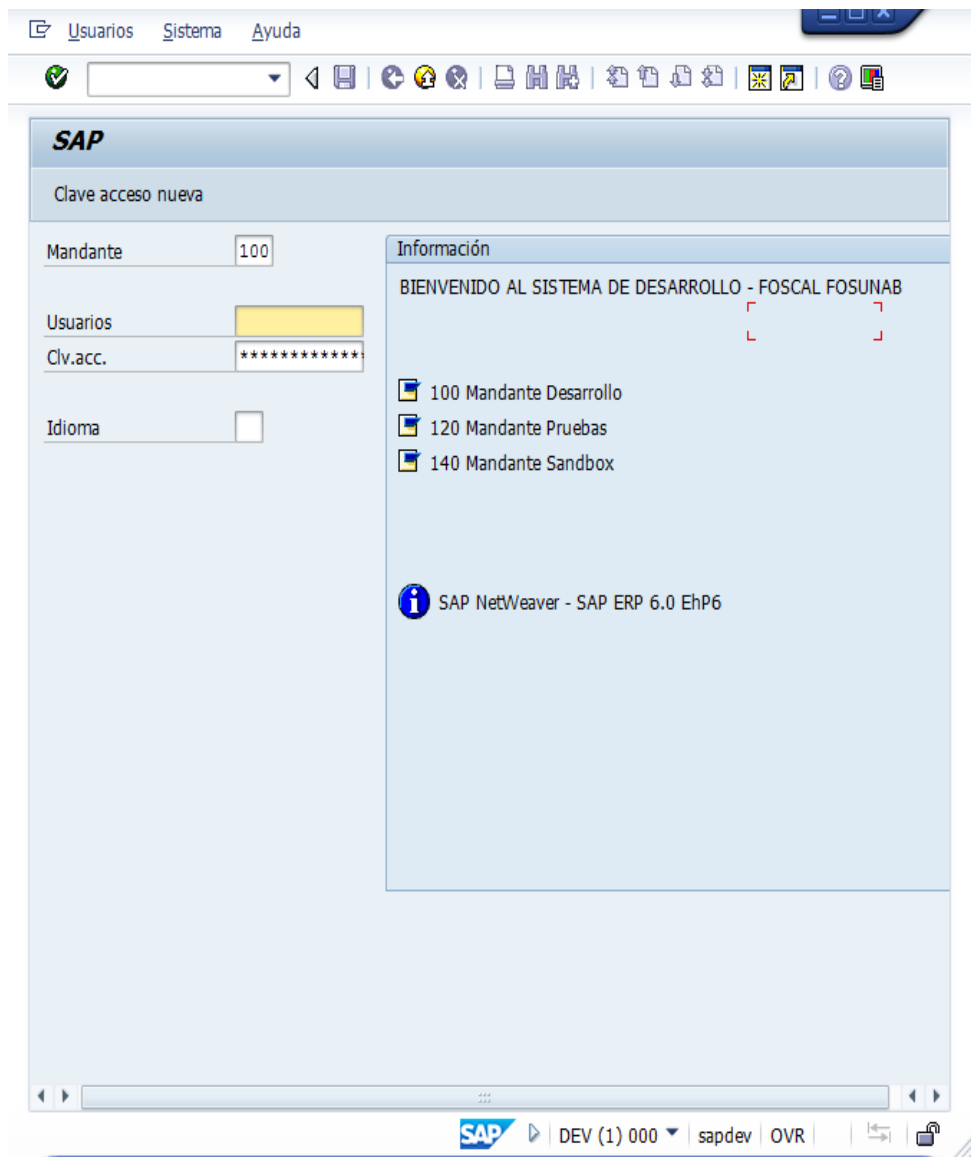 Usuarios Sistema Ayuda
SAP
Clave acceso nueva
Mandante 100
Usuarios
Clv.acc. *************
Idioma
Información
BIENVENIDO AL SISTEMA DE DESARROLLO - FOSCAL FOSUNAB
100 Mandante Desarrollo
120 Mandante Pruebas
140 Mandante Sandbox
SAP NetWeaver - SAP ERP 6.0 EhP6
SAP DEV (1) 000 sapdev OVR